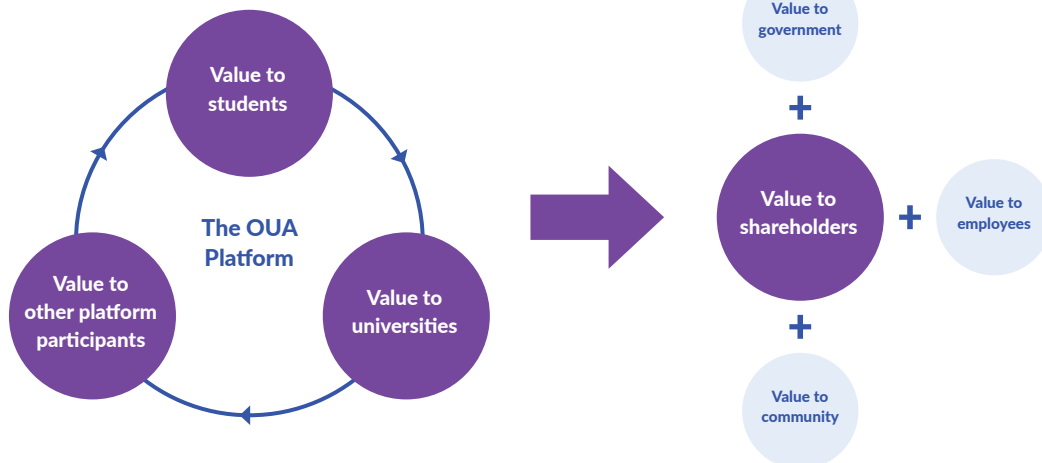 Value to
students
The OUA
Platform
Value to
other platform
participants
Value to
universities
Value to
government
+
Value to
shareholders
+
Value to
employees
+
Value to
community